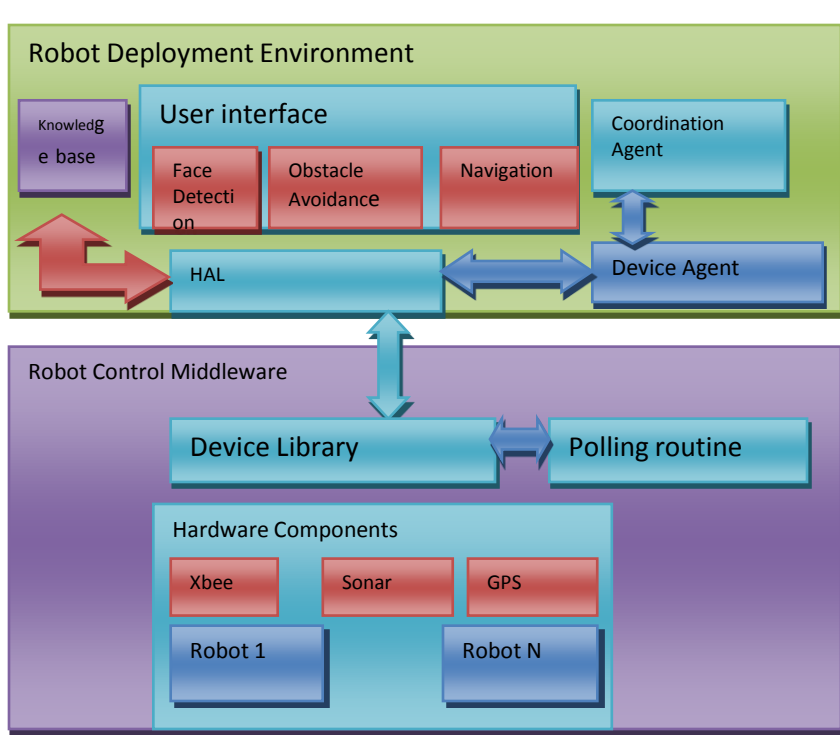 Robot Deployment Environment
Knowledg
e base
User interface
Face
Detecti
on
Obstacle
Avoidance
Navigation
Coordination
Agent
HAL
Device Agent
Robot Control Middleware
Device Library
Polling routine
Hardware Components
Xbee
Sonar
GPS
Robot 1
Robot N